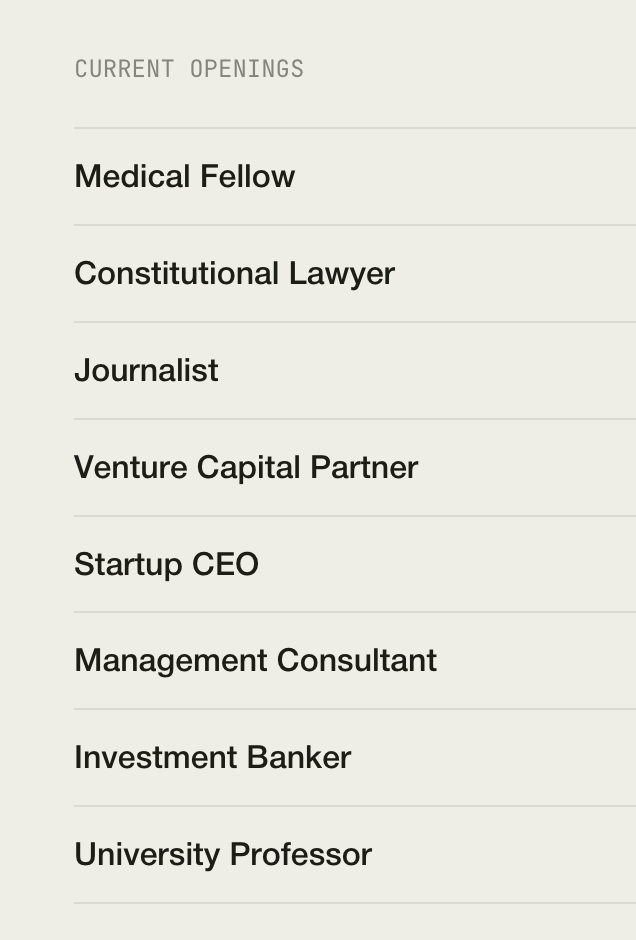 CURRENT OPENINGS
Medical Fellow
Constitutional Lawyer
Journalist
Venture Capital Partner
Startup CEO
Management Consultant
Investment Banker
University Professor